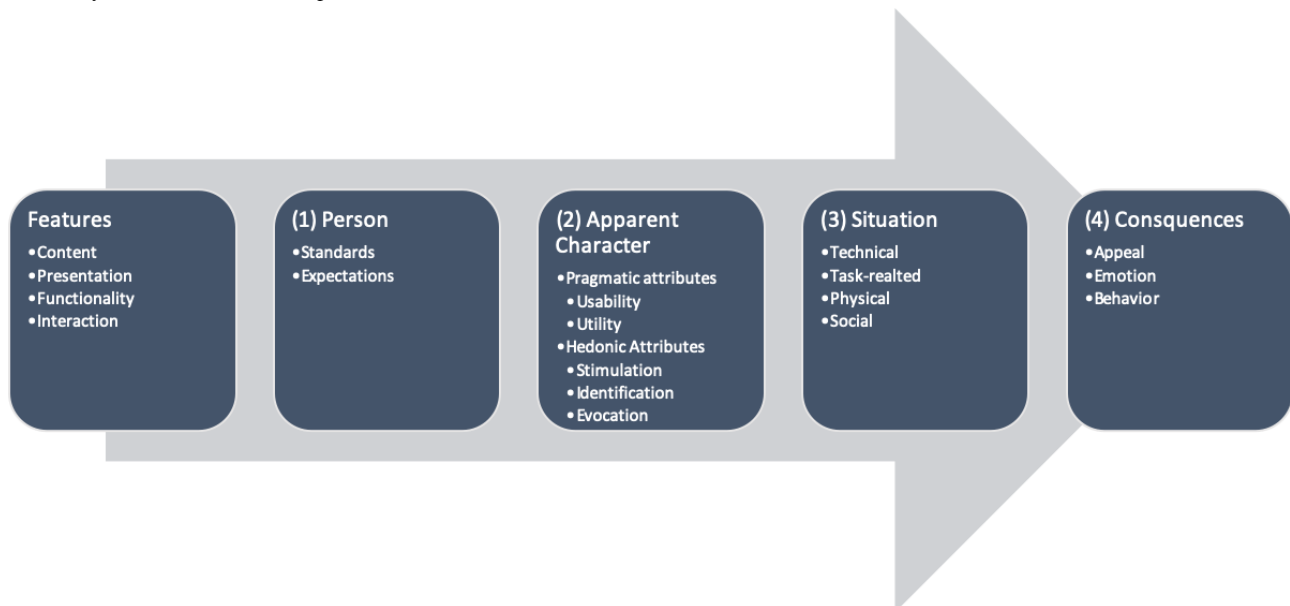 Features
•Content
•Presentation
•Functionality
•Interaction
(1) Person
•Standards
•Expectations
(2) Apparent
Character
•Pragmatic attributes
•Usability
•Utility
•Hedonic Attributes
•Stimulation
•Identification
•Evocation
(3) Situation
•Technical
•Task-realted
•Physical
•Social
(4) Consquences
•Appeal
•Emotion
•Behavior